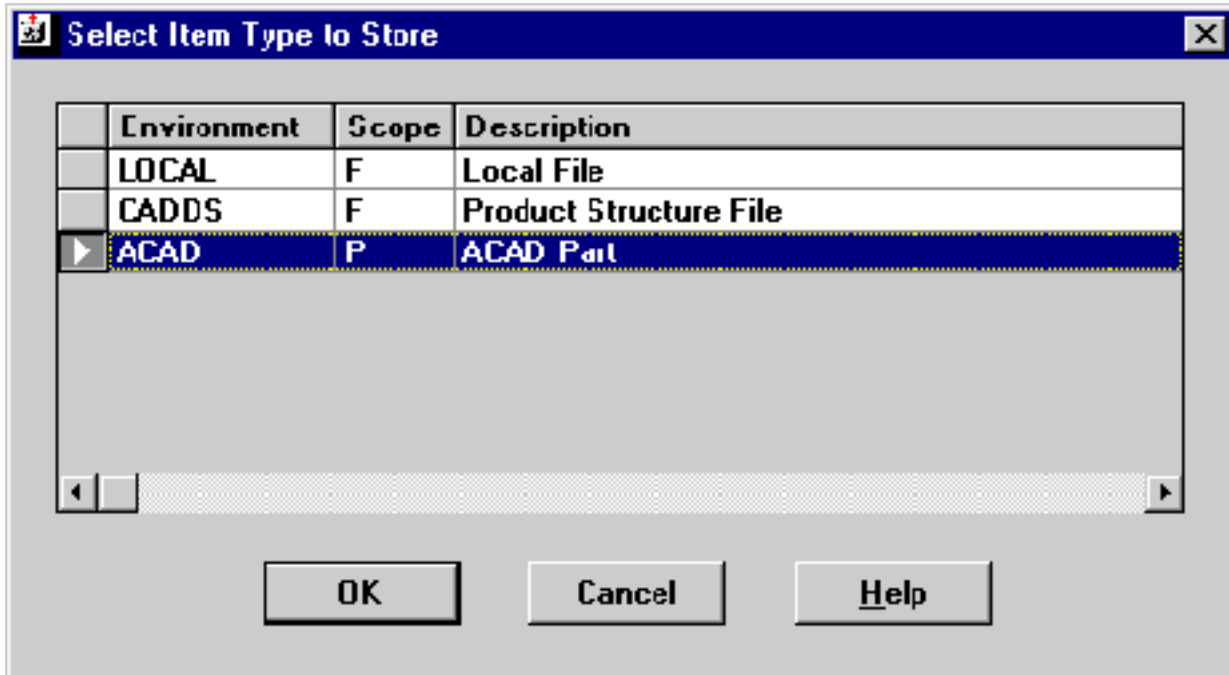 Select Item Type to Store
Environment Scope Description
LOCAL F Local File
CADDS F Product Structure File
ACAD P ACAD Part
OK Cancel Help